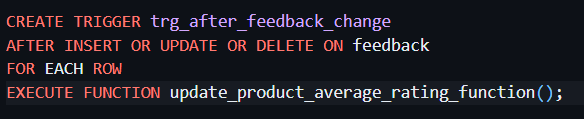 CREATE TRIGGER trg_after_feedback_change
AFTER INSERT OR UPDATE OR DELETE ON feedback
FOR EACH ROW
EXECUTE FUNCTION update_product_average_rating_function();